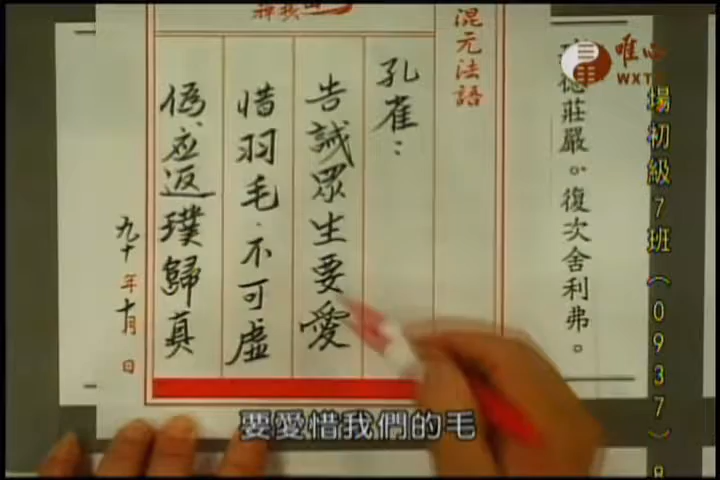 唯心
WXTV
德莊嚴。復次舍利弗。
混元法語
孔雀：
告誡眾生要愛
惜羽毛．不可虛
偽，应返璞歸真
九十年十月 日
場初級7班（0937）8
要愛惜我們的毛